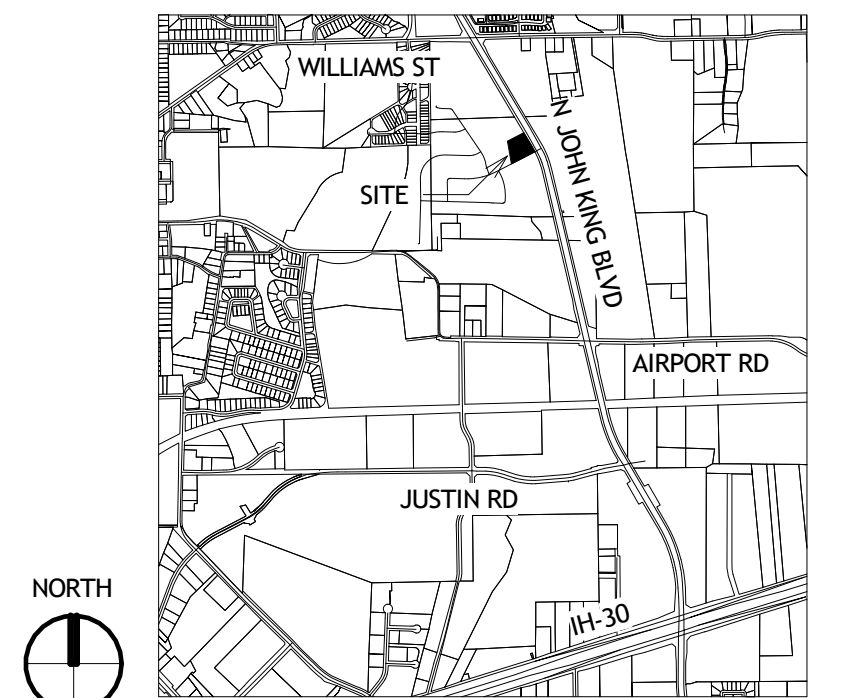 WILLIAMS ST
N JOHN KING BLVD
SITE
AIRPORT RD
JUSTIN RD
NORTH
IH-30